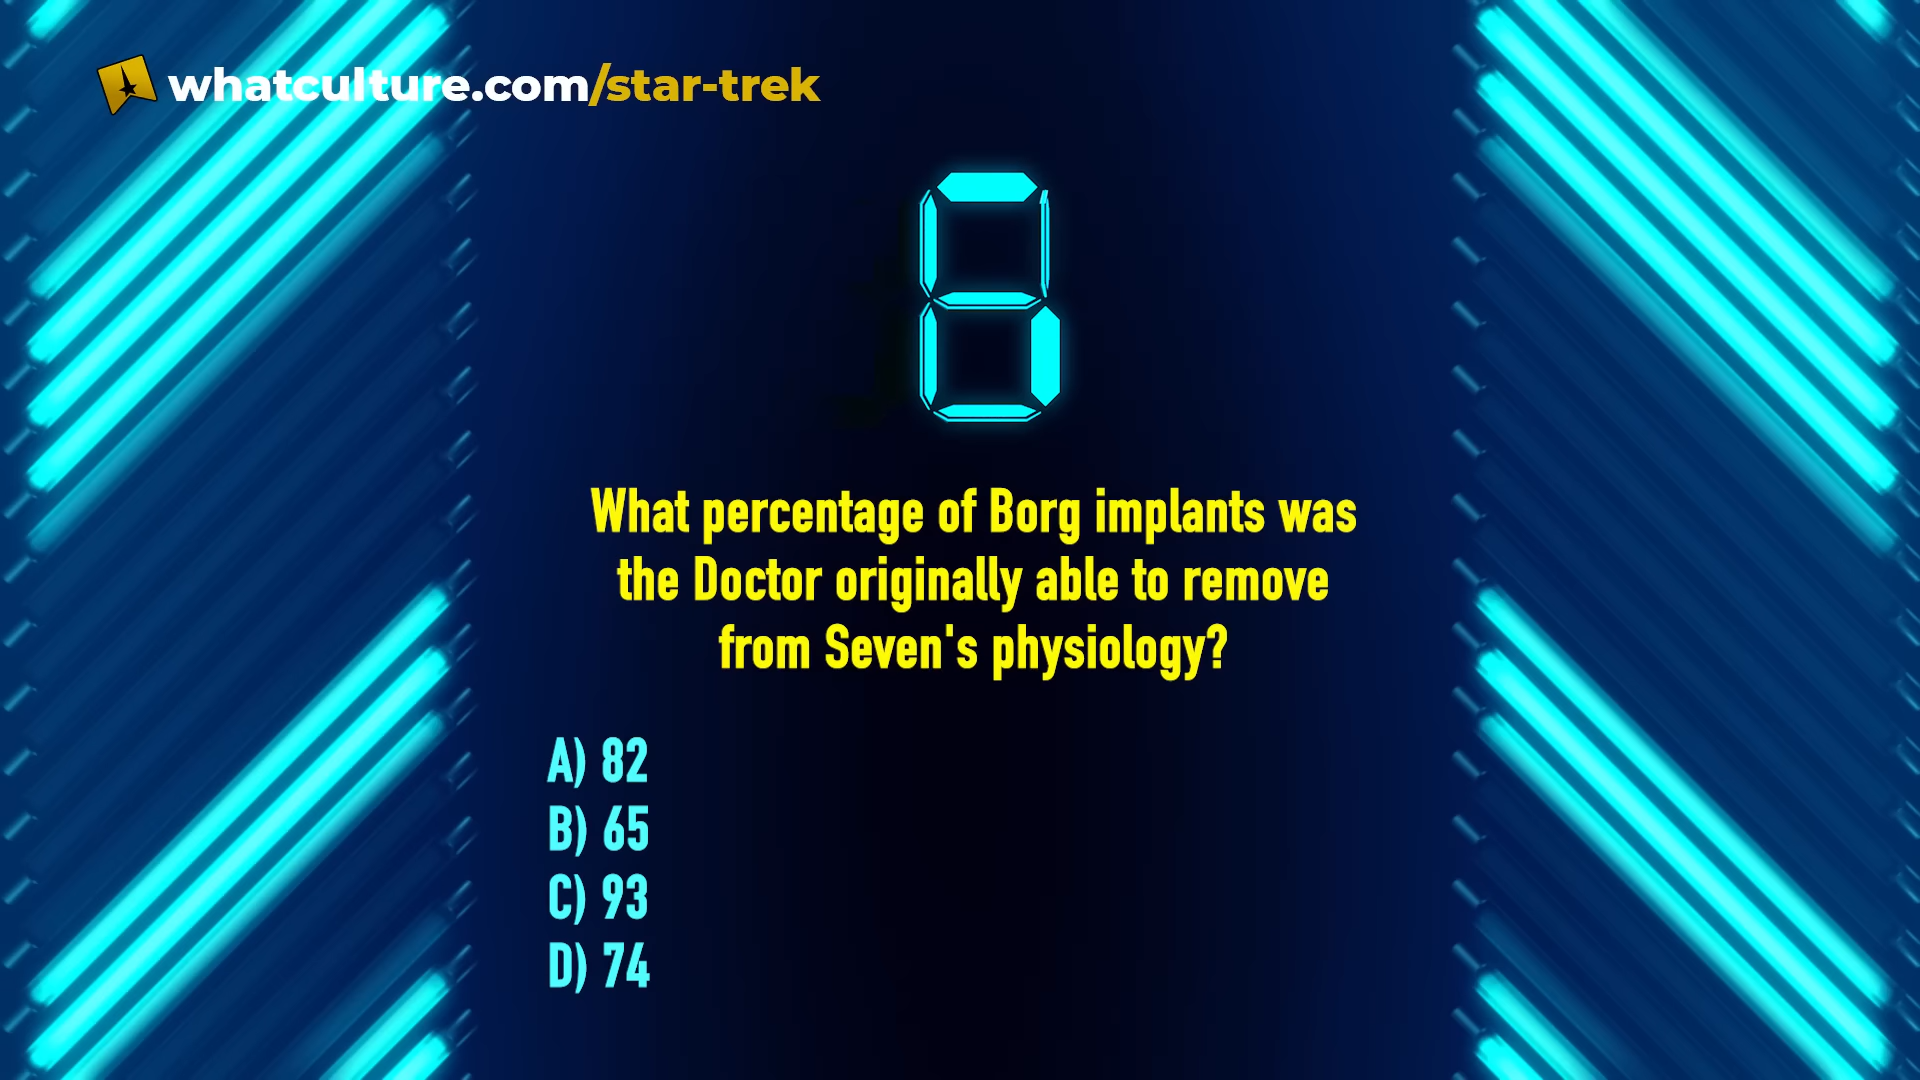 whatculture.com/star-trek
6
What percentage of Borg implants was
the Doctor originally able to remove
from Seven's physiology?
A) 82
B) 65
C) 93
D) 74